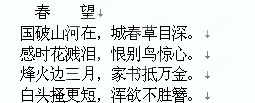 春 望
国破山河在，城春草目深。
感时花溅泪，恨别鸟惊心。
烽火边三月，家书抵万金。
白头搔更短，浑欲不胜簪。